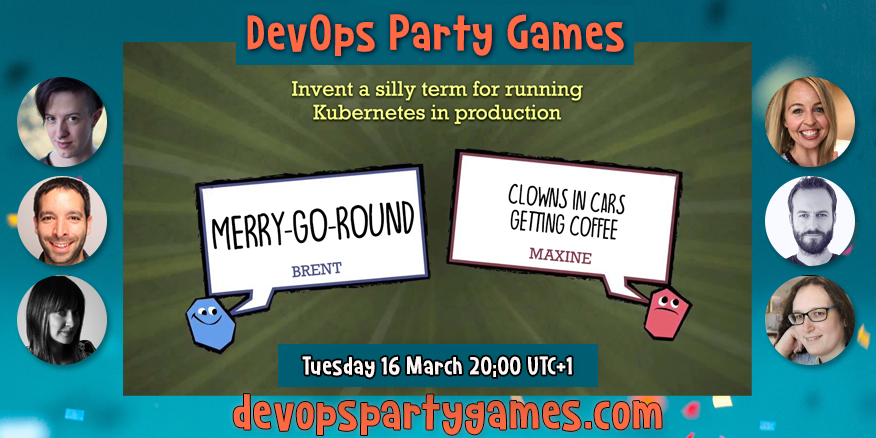 DevOps Party Games
Invent a silly term for running
Kubernetes in production
MERRY-GO-ROUND
BRENT
CLOWNS IN CARS
GETTING COFFEE
MAXINE
Tuesday 16 March 20:00 UTC+1
devopspartygames.com